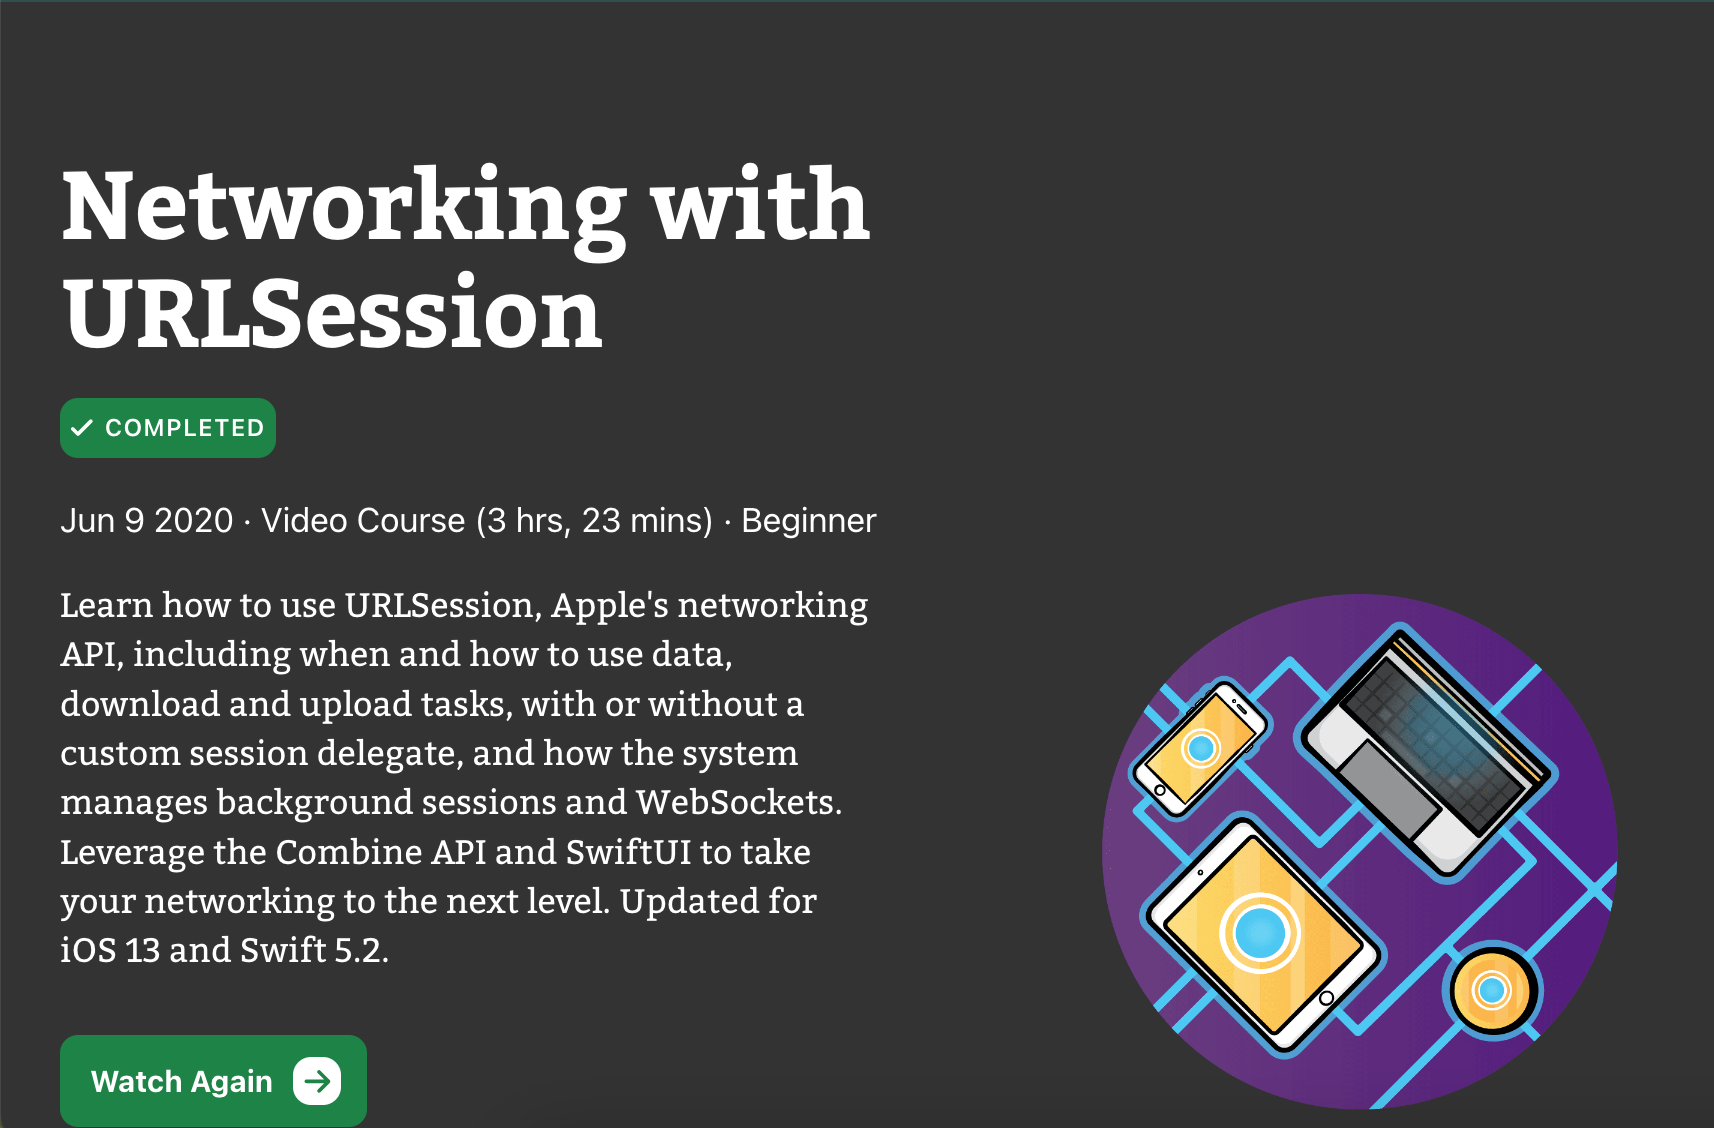 Networking with
URLSession
COMPLETED
Jun 9 2020 · Video Course (3 hrs, 23 mins) · Beginner
Learn how to use URLSession, Apple's networking
API, including when and how to use data,
download and upload tasks, with or without a
custom session delegate, and how the system
manages background sessions and WebSockets.
Leverage the Combine API and SwiftUI to take
your networking to the next level. Updated for
iOS 13 and Swift 5.2.
Watch Again